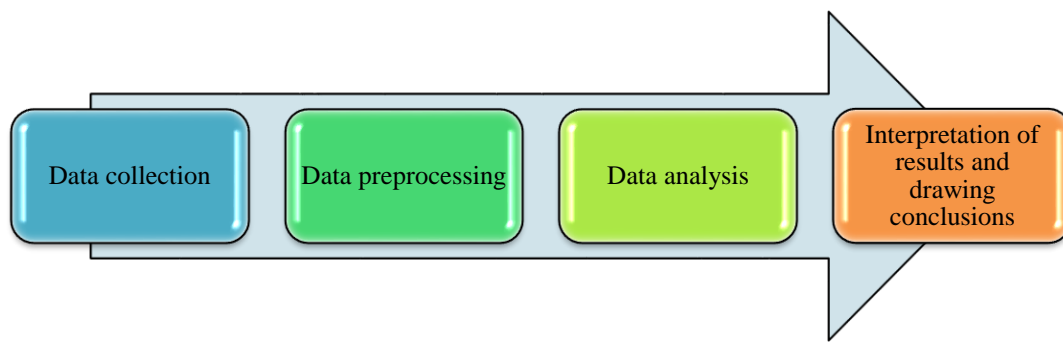 Data collection
Data preprocessing
Data analysis
Interpretation of
results and
drawing
conclusions